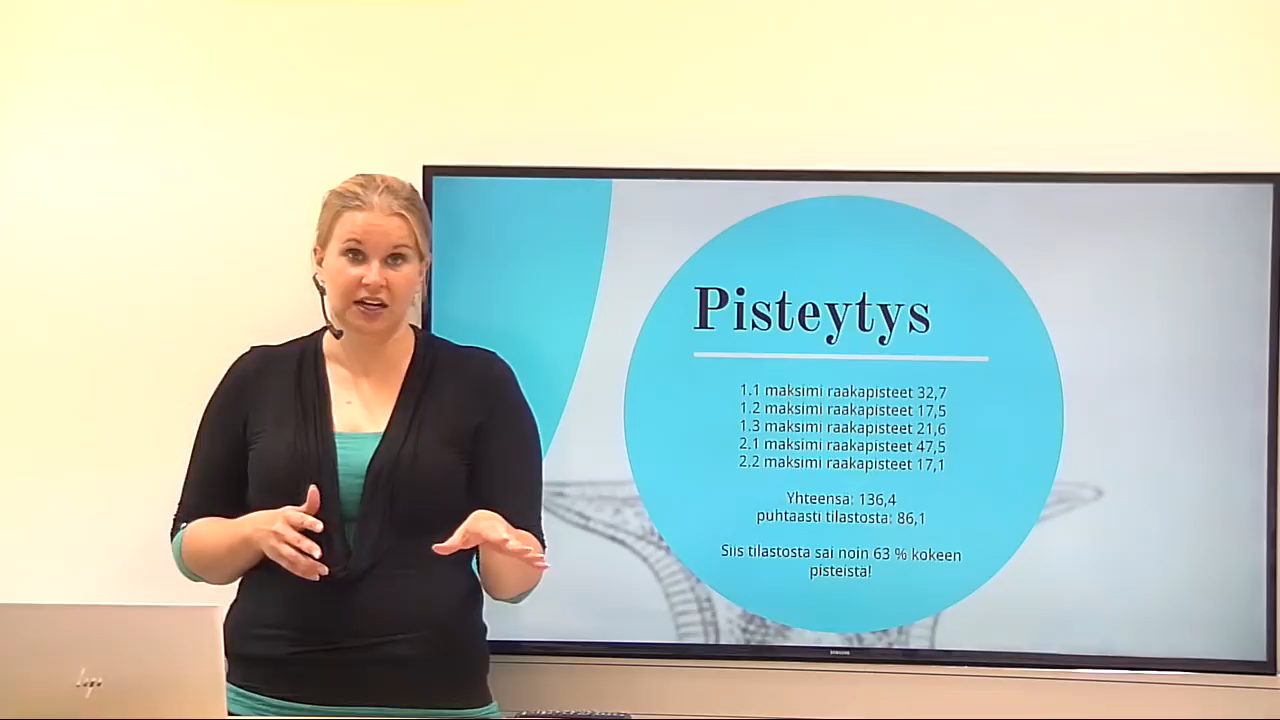 Pisteytys
1.1 maksimi raakapisteet 32,7
1.2 maksimi raakapisteet 17,5
1.3 maksimi raakapisteet 21,6
2.1 maksimi raakapisteet 47,5
2.2 maksimi raakapisteet 17,1
Yhteensä: 136,4
puhtaasti tilastosta: 86,1
Siis tilastosta sai noin 63 % kokeen
pisteistä!
SAMSUNG
hp